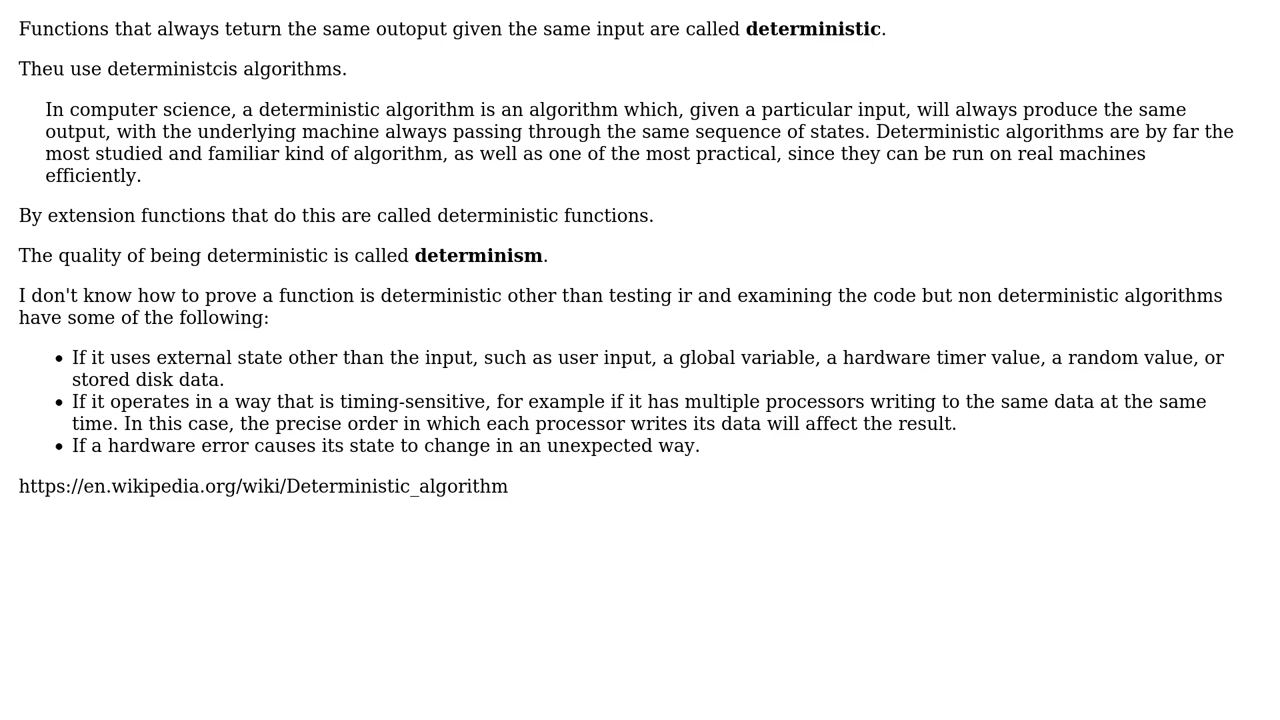 Functions that always teturn the same outoput given the same input are called deterministic.
Theu use deterministcis algorithms.
In computer science, a deterministic algorithm is an algorithm which, given a particular input, will always produce the same
output, with the underlying machine always passing through the same sequence of states. Deterministic algorithms are by far the
most studied and familiar kind of algorithm, as well as one of the most practical, since they can be run on real machines
efficiently.
By extension functions that do this are called deterministic functions.
The quality of being deterministic is called determinism.
I don't know how to prove a function is deterministic other than testing ir and examining the code but non deterministic algorithms
have some of the following:
• If it uses external state other than the input, such as user input, a global variable, a hardware timer value, a random value, or
stored disk data.
• If it operates in a way that is timing-sensitive, for example if it has multiple processors writing to the same data at the same
time. In this case, the precise order in which each processor writes its data will affect the result.
• If a hardware error causes its state to change in an unexpected way.
https://en.wikipedia.org/wiki/Deterministic_algorithm